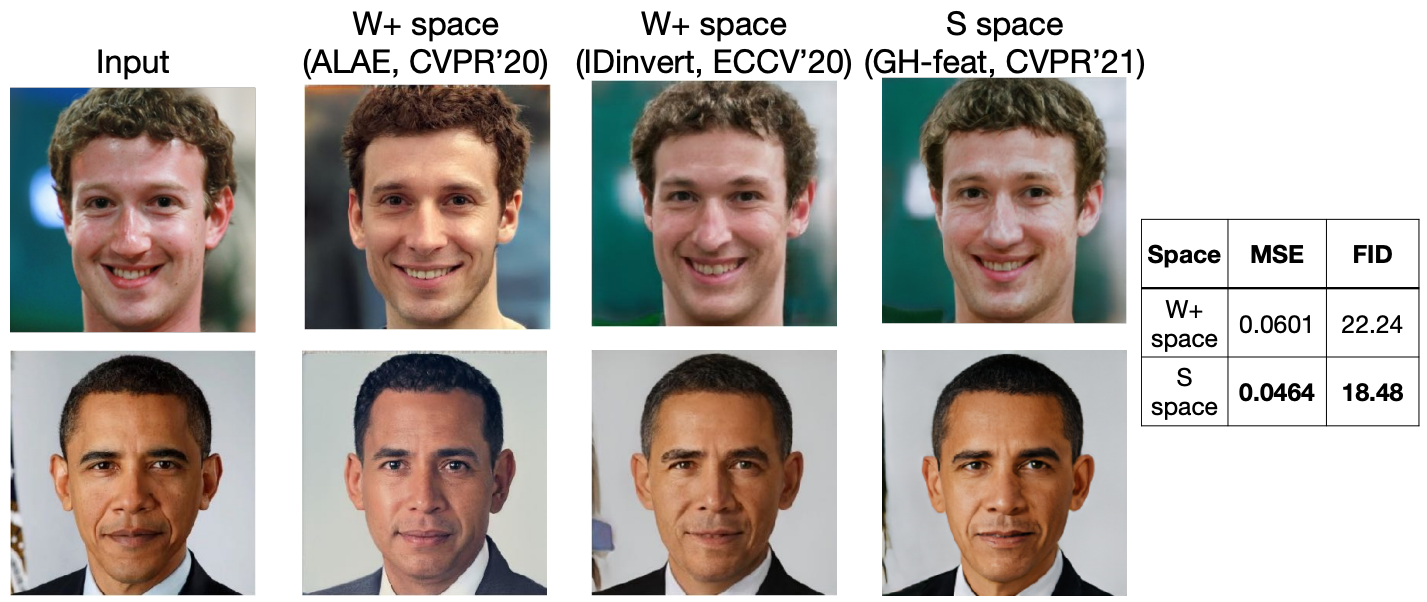 Input
W+ space
(ALAE, CVPR’20)
W+ space
(IDinvert, ECCV’20)
S space
(GH-feat, CVPR’21)
Space MSE FID
W+
space 0.0601 22.24
S
space 0.0464 18.48